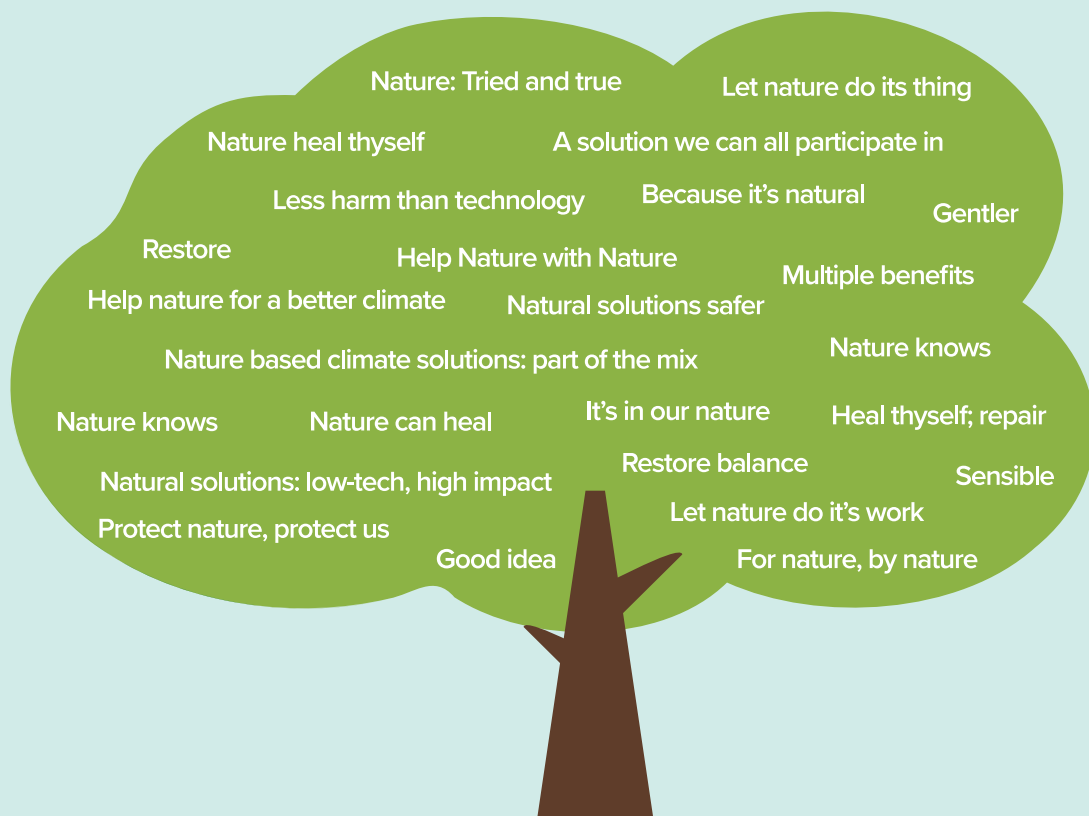 Nature: Tried and true
Let nature do its thing
Nature heal thyself
A solution we can all participate in
Less harm than technology
Because it’s natural
Gentler
Restore
Help Nature with Nature
Multiple benefits
Help nature for a better climate
Natural solutions safer
Nature based climate solutions: part of the mix
Nature knows
Nature knows
Nature can heal
It’s in our nature
Heal thyself; repair
Restore balance
Natural solutions: low-tech, high impact
Sensible
Let nature do it’s work
Protect nature, protect us
Good idea
For nature, by nature